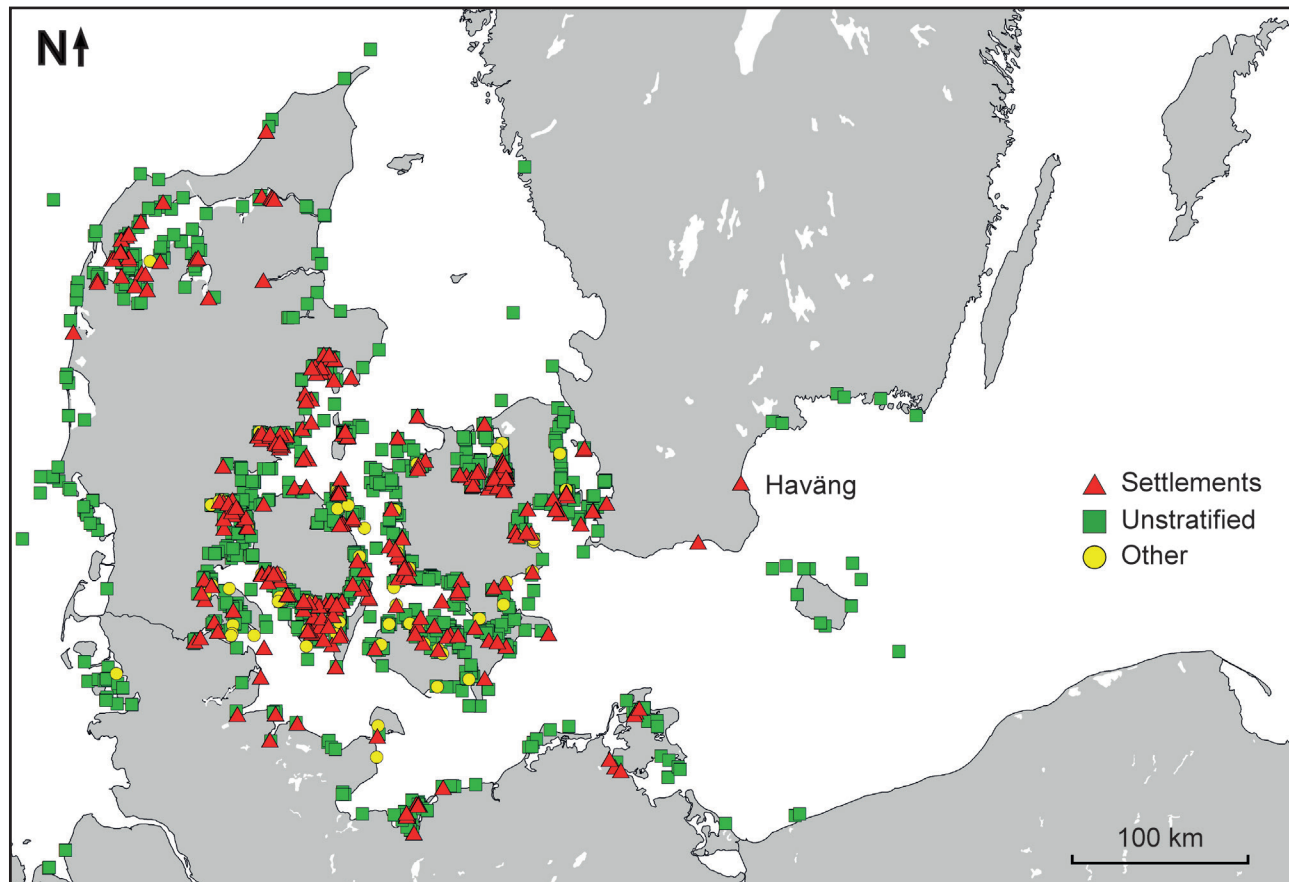 N
Haväng
Settlements
Unstratified
Other
100 km